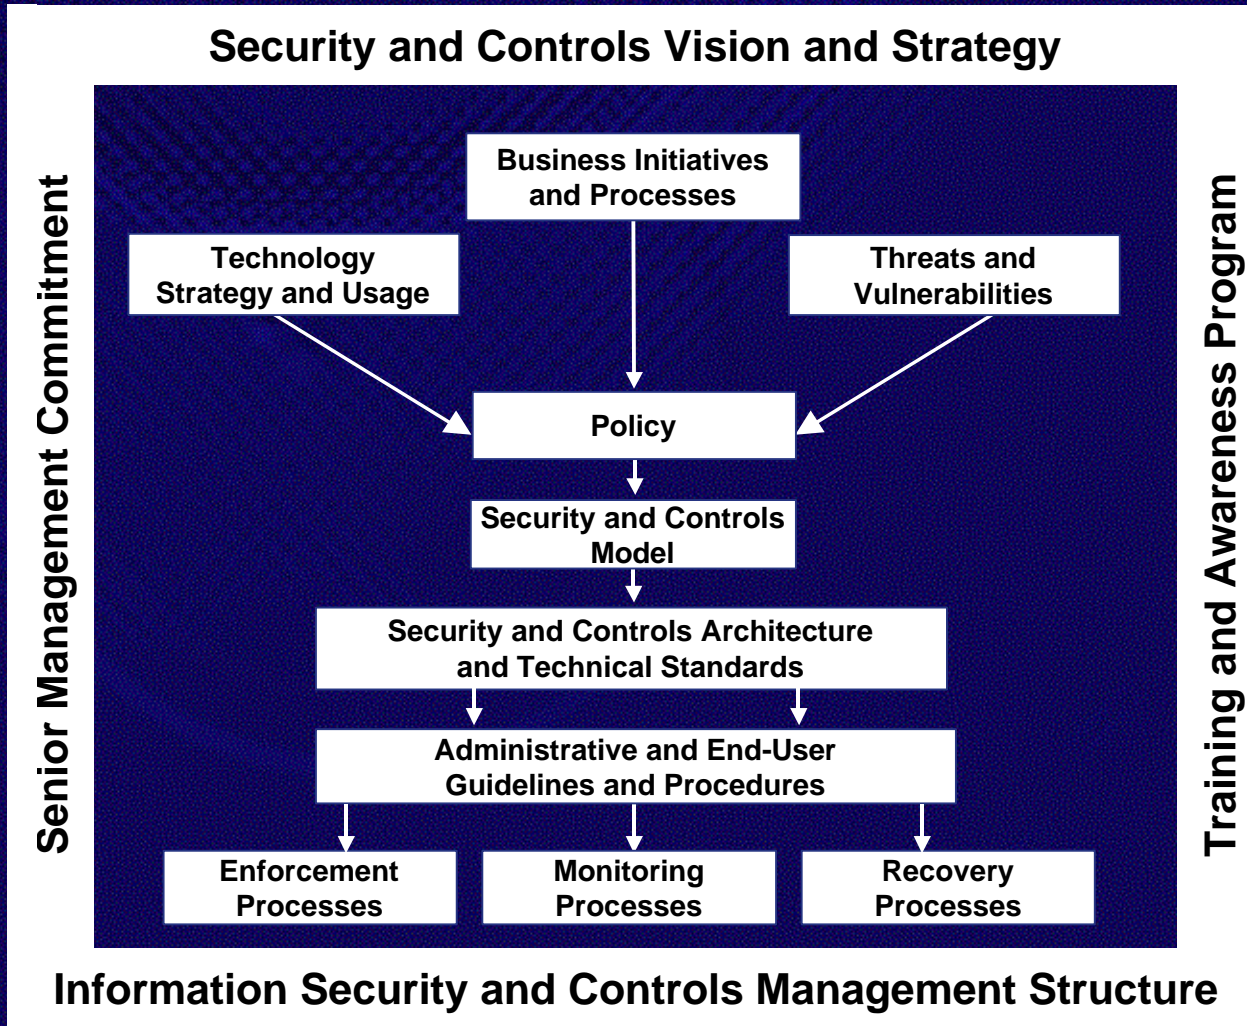 Security and Controls Vision and Strategy
Senior Management Commitment
Business Initiatives
and Processes
Technology
Strategy and Usage
Threats and
Vulnerabilities
Policy
Security and Controls
Model
Security and Controls Architecture
and Technical Standards
Administrative and End-User
Guidelines and Procedures
Enforcement
Processes
Monitoring
Processes
Recovery
Processes
Training and Awareness Program
Information Security and Controls Management Structure